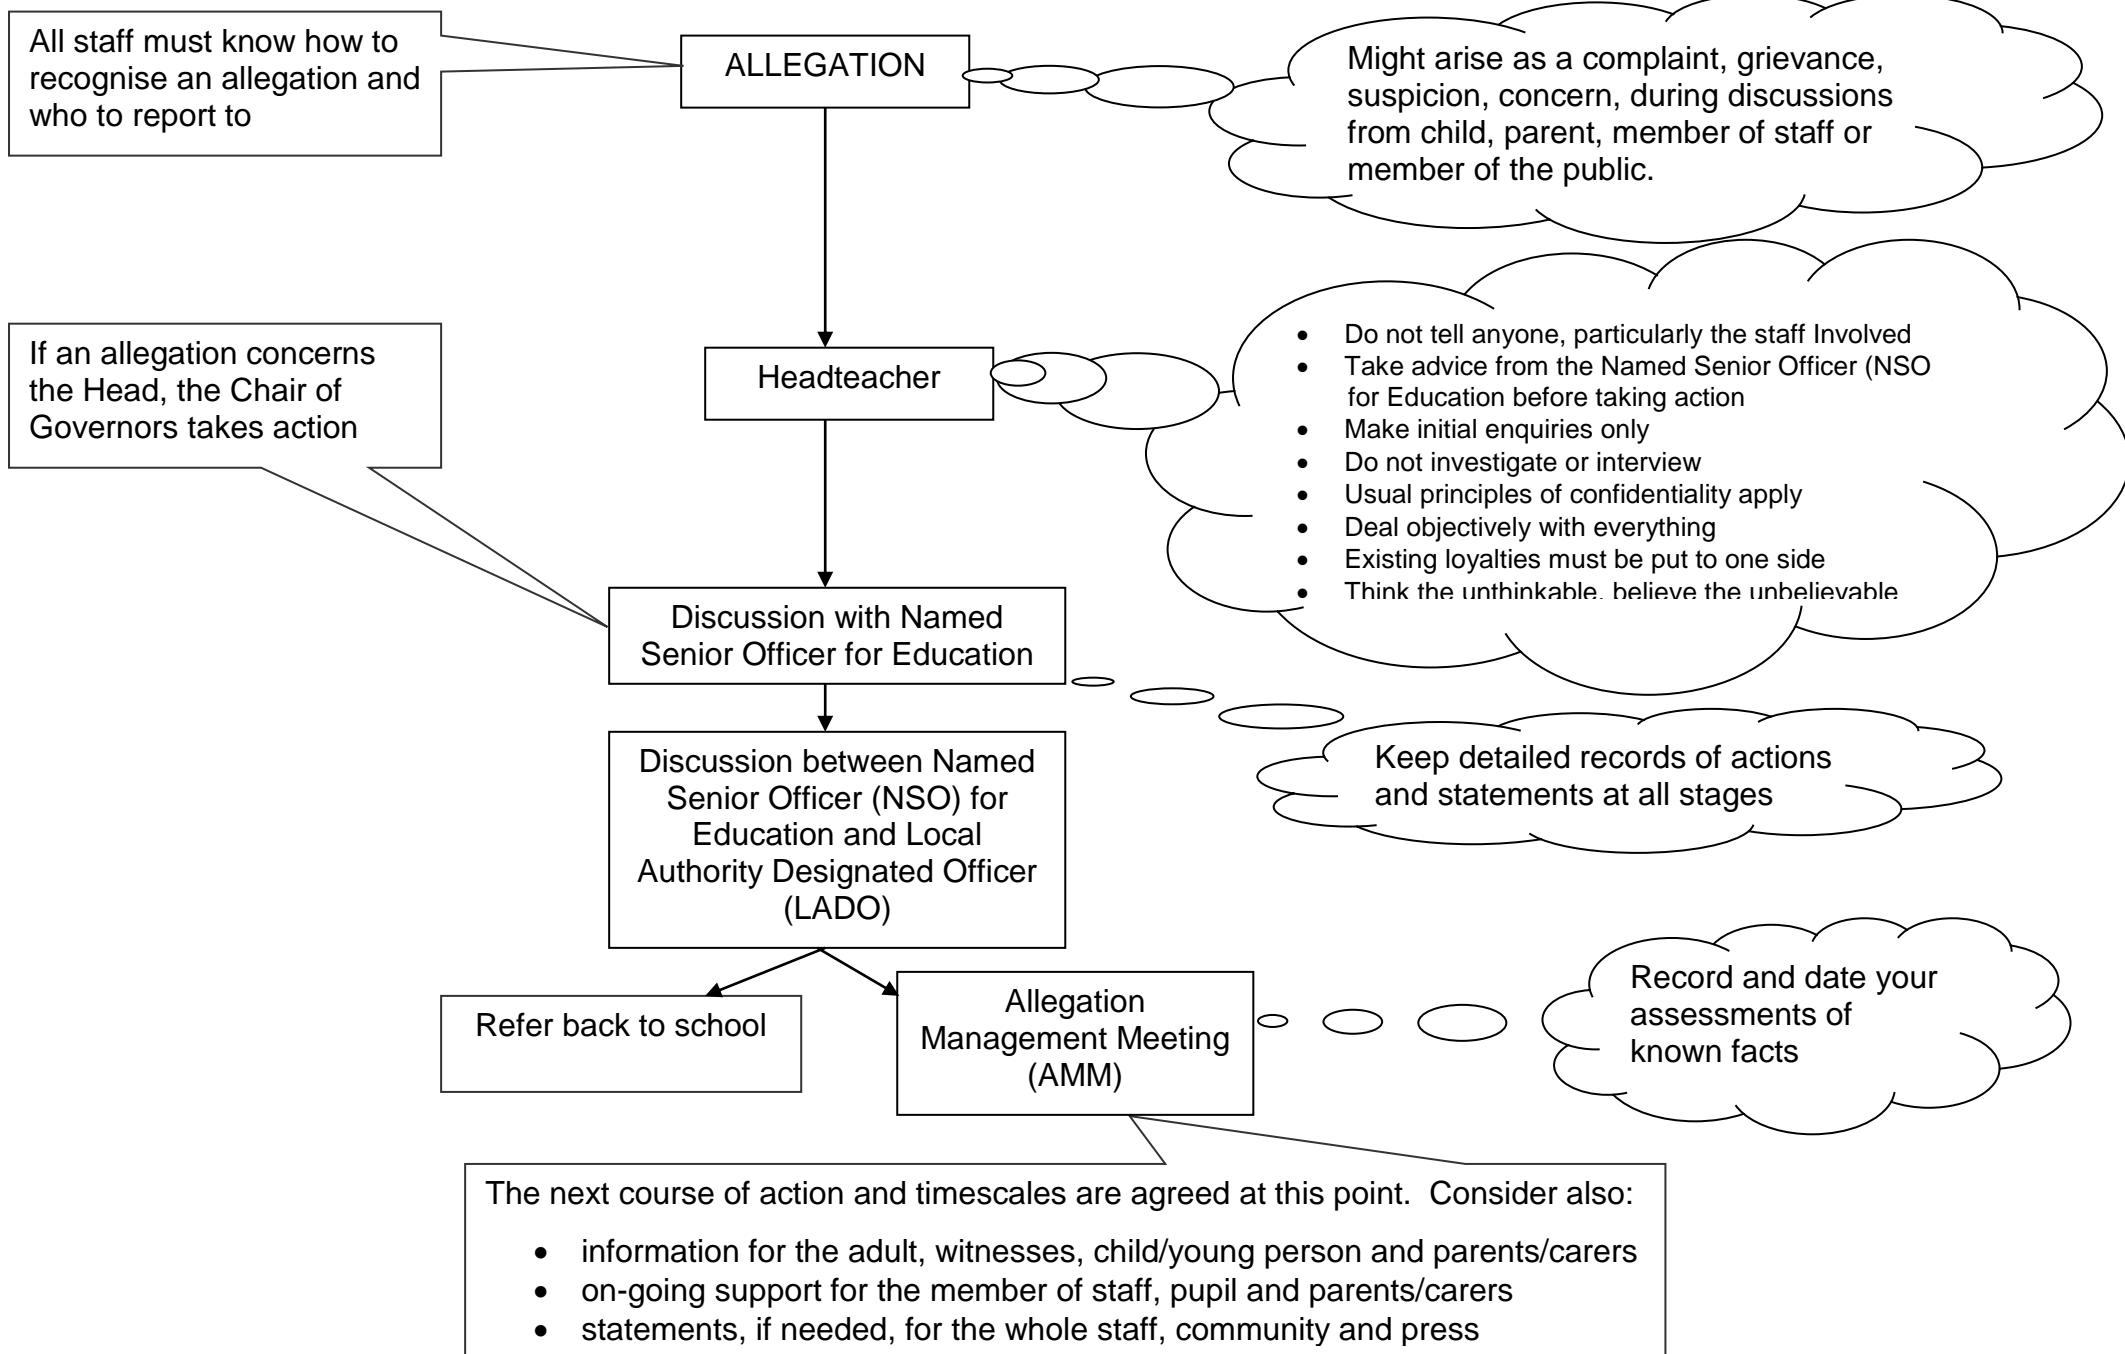 All staff must know how to
recognise an allegation and
who to report to
ALLEGATION
Might arise as a complaint, grievance,
suspicion, concern, during discussions
from child, parent, member of staff or
member of the public.
If an allegation concerns
the Head, the Chair of
Governors takes action
Headteacher
• Do not tell anyone, particularly the staff Involved
• Take advice from the Named Senior Officer (NSO
for Education before taking action
• Make initial enquiries only
• Do not investigate or interview
• Usual principles of confidentiality apply
• Deal objectively with everything
• Existing loyalties must be put to one side
• Think the unthinkable, believe the unbelievable
Discussion with Named
Senior Officer for Education
Keep detailed records of actions
and statements at all stages
Discussion between Named
Senior Officer (NSO) for
Education and Local
Authority Designated Officer
(LADO)
Refer back to school
Allegation
Management Meeting
(AMM)
Record and date your
assessments of
known facts
The next course of action and timescales are agreed at this point.  Consider also:
• information for the adult, witnesses, child/young person and parents/carers
• on-going support for the member of staff, pupil and parents/carers
• statements, if needed, for the whole staff, community and press